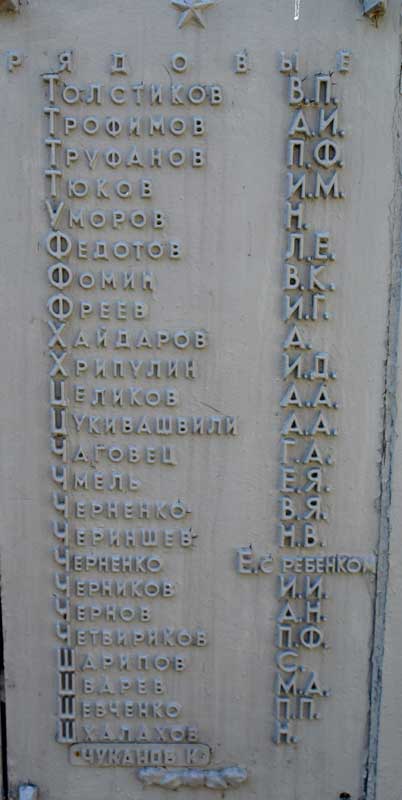 РЯДОВЫЕ
ТОЛСТИКОВ В.П.
ТРОФИМОВ А.И.
ТРУФАНОВ П.Ф.
ТЮКОВ И.М.
УМОРОВ Н.
ФЕДОТОВ Л.Е.
ФОМИН В.К.
ФРЕЕВ И.Г.
ХАЙДАРОВ А.
ХРИПУЛИН И.Д.
ЦЕЛИКОВ А.А.
ЦУКИВАШВИЛИ А.А.
ЧАГОВЕЦ Г.А.
ЧМЕЛЬ Е.Я.
ЧЕРНЕНКО В.Я.
ЧЕРИНШЕВ Н.В.
ЧЕРНЕНКО Е.С РЕБЕНКОМ
ЧЕРНИКОВ И.И.
ЧЕРНОВ А.Н.
ЧЕТВИРИКОВ П.Ф.
ШАРИПОВ С.
ШВАРЕВ М.Д.
ШЕВЧЕНКО П.П.
ШХАЛАХОВ Н.
ЧУКАНОВ К.